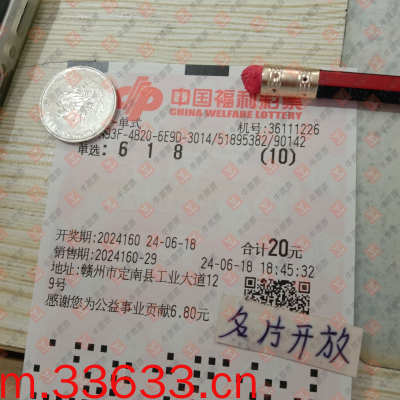 中国福利彩票
CHINA WELFARE LOTTERY
单式
机号:36111226
93F-4B20-6E9D-3014/51895382/90142
单选: 6 1 8 (10)
开奖期:2024160 24-06-18
合计20元
销售期:2024160-29 24-06-18 18:45:32
地址:赣州市定南县工业大道12
9号
感谢您为公益事业贡献6.80元
名片开放
m.33633.cn